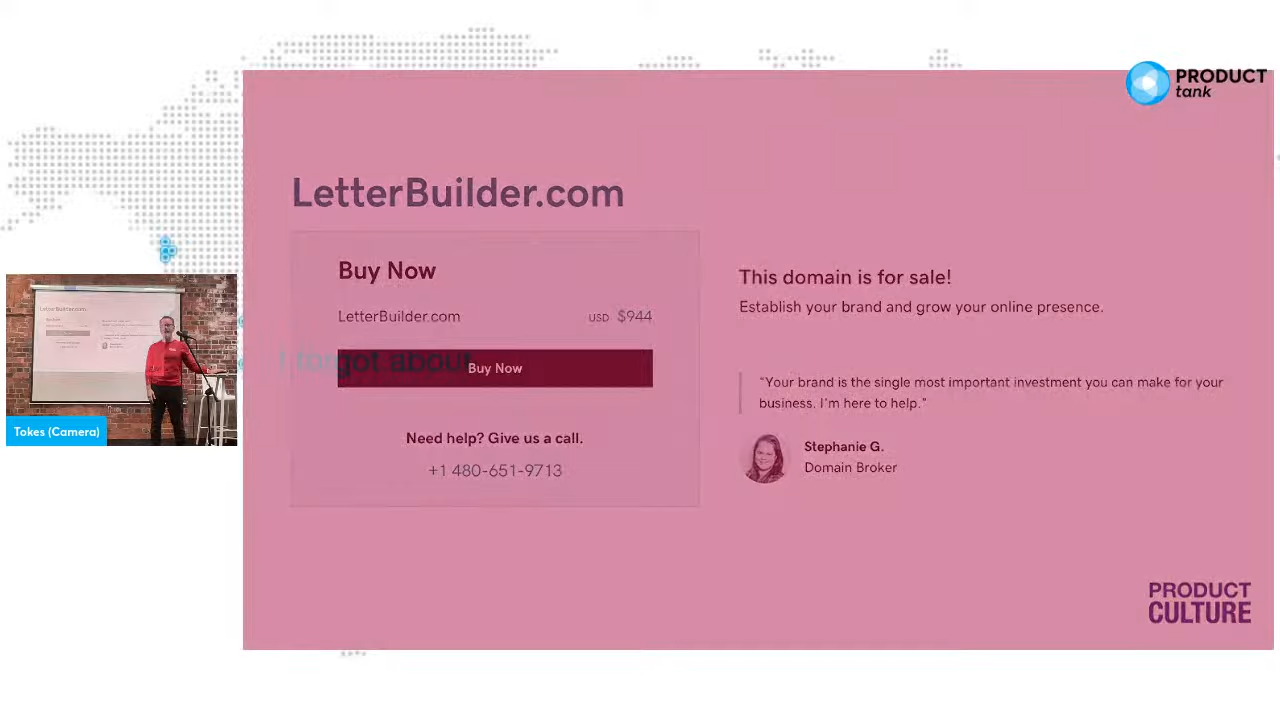 PRODUCT
tank
LetterBuilder.com
Buy Now
LetterBuilder.com USD $944
I forgot about
Buy Now
Need help? Give us a call.
+1 480-651-9713
This domain is for sale!
Establish your brand and grow your online presence.
"Your brand is the single most important investment you can make for your
business. I'm here to help."
Stephanie G.
Domain Broker
Tokes (Camera)
LetterBuilder.com
PRODUCT
CULTURE